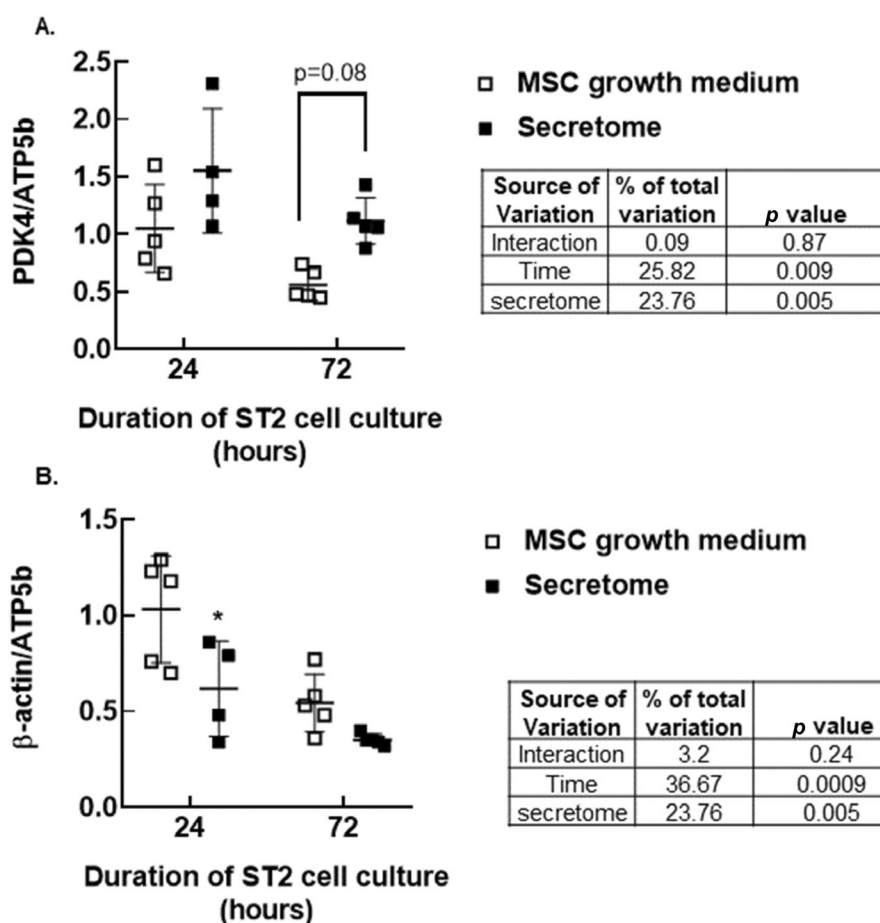 A.
PDK4/ATP5b
2.5
2.0
1.5
1.0
0.5
0.0
p=0.08
24
72
Duration of ST2 cell culture
(hours)
MSC growth medium
Secretome
Source of Variation % of total variation p value
Interaction 0.09 0.87
Time 25.82 0.009
secretome 23.76 0.005
B.
β-actin/ATP5b
1.5
1.0
0.5
0.0
*
24
72
Duration of ST2 cell culture
(hours)
MSC growth medium
Secretome
Source of Variation % of total variation p value
Interaction 3.2 0.24
Time 36.67 0.0009
secretome 23.76 0.005